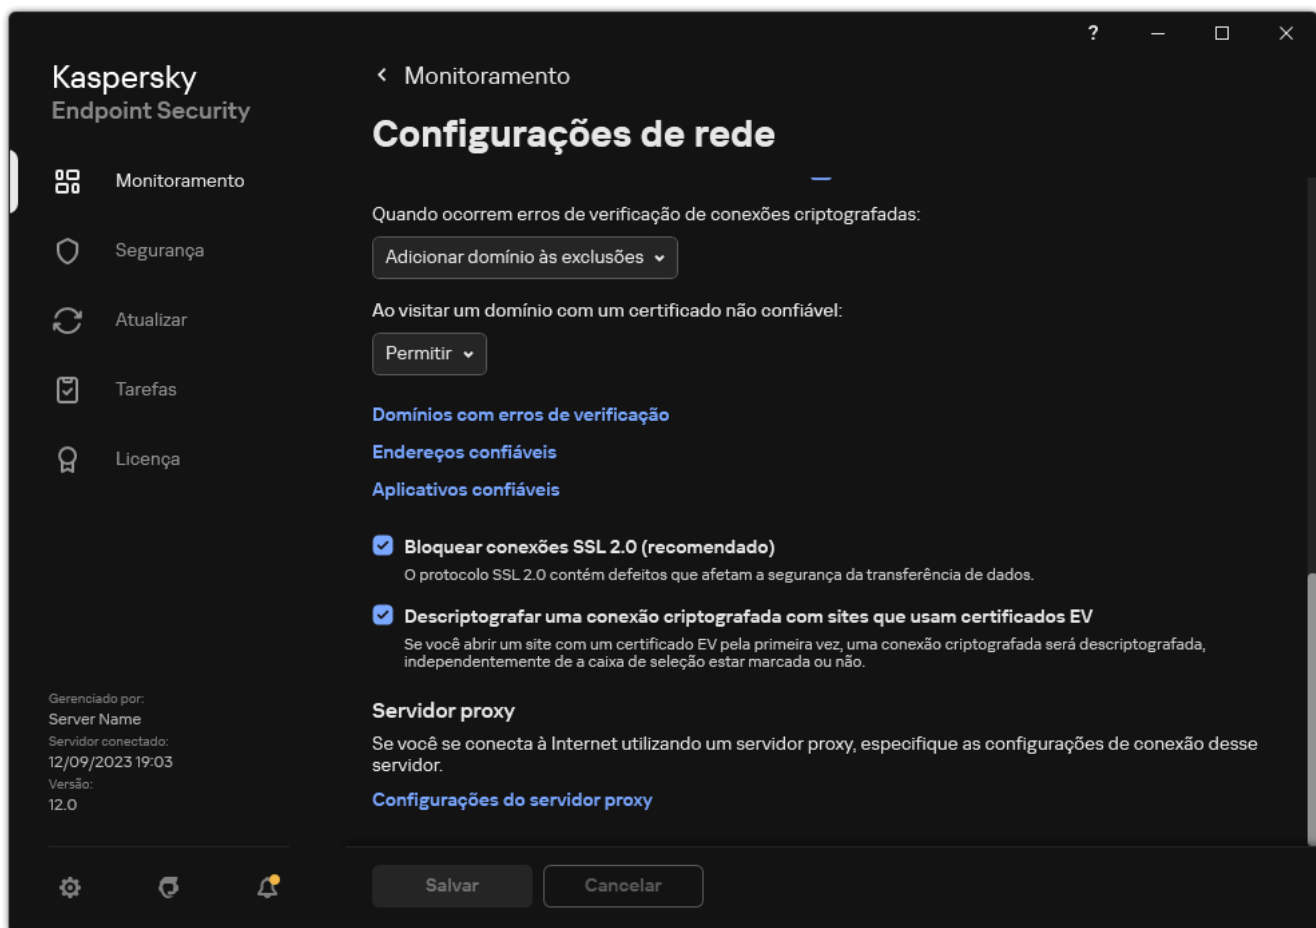 ?
Kaspersky
Endpoint Security
Monitoramento
Segurança
Atualizar
Tarefas
Licença
Gerenciado por:
Server Name
Servidor conectado:
12/09/2023 19:03
Versão:
12.0
Monitoramento
Configurações de rede
Quando ocorrem erros de verificação de conexões criptografadas:
Adicionar domínio às exclusões
Ao visitar um domínio com um certificado não confiável:
Permitir
Domínios com erros de verificação
Endereços confiáveis
Aplicativos confiáveis
Bloquear conexões SSL 2.0 (recomendado)
O protocolo SSL 2.0 contém defeitos que afetam a segurança da transferência de dados.
Descriptografar uma conexão criptografada com sites que usam certificados EV
Se você abrir um site com um certificado EV pela primeira vez, uma conexão criptografada será descriptografada,
independentemente de a caixa de seleção estar marcada ou não.
Servidor proxy
Se você se conecta à Internet utilizando um servidor proxy, especifique as configurações de conexão desse
servidor.
Configurações do servidor proxy
Salvar
Cancelar